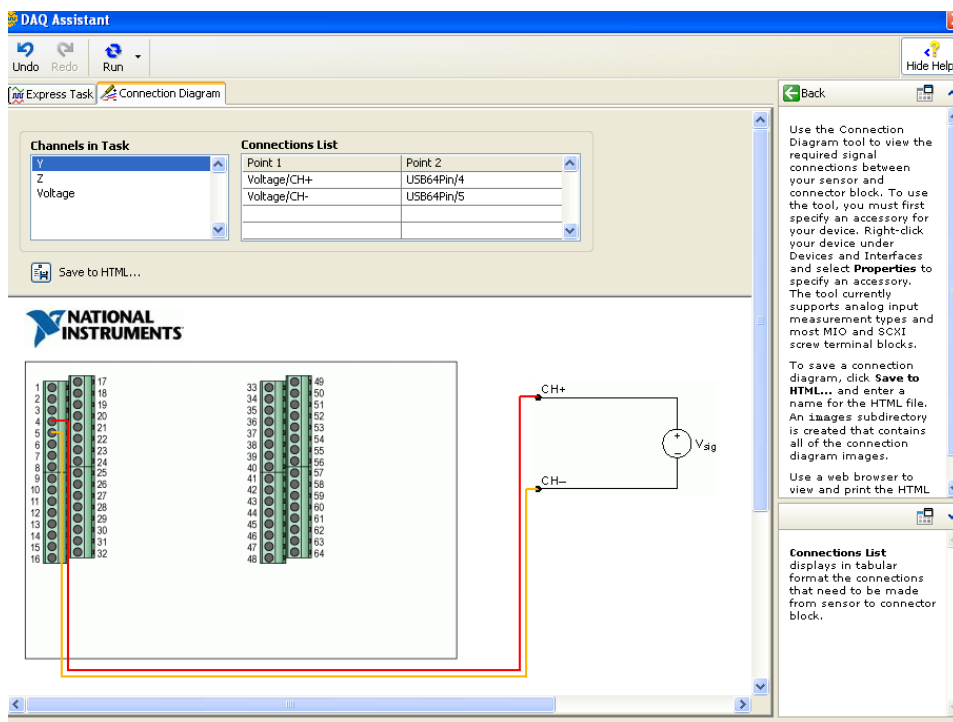 DAQ Assistant
Undo Redo Run Hide Help
Express Task Connection Diagram
Back
Channels in Task
Y
Z
Voltage
Connections List
Point 1 Point 2
Voltage/CH+ USB64Pin/4
Voltage/CH- USB64Pin/5
Save to HTML...
NATIONAL
INSTRUMENTS
1
2
3
4
5
6
7
8
9
10
11
12
13
14
15
16
17
18
19
20
21
22
23
24
25
26
27
28
29
30
31
32
33
34
35
36
37
38
39
40
41
42
43
44
45
46
47
48
49
50
51
52
53
54
55
56
57
58
59
60
61
62
63
64
CH+
+
Vsig
−
CH−
Use the Connection
Diagram tool to view the
required signal
connections between
your sensor and
connector block. To use
the tool, you must first
specify an accessory for
your device. Right-click
your device under
Devices and Interfaces
and select Properties to
specify an accessory.
The tool currently
supports analog input
measurement types and
most MIO and SCXI
screw terminal blocks.
To save a connection
diagram, click Save to
HTML... and enter a
name for the HTML file.
An images subdirectory
is created that contains
all of the connection
diagram images.
Use a web browser to
view and print the HTML
Connections List
displays in tabular
format the connections
that need to be made
from sensor to connector
block.